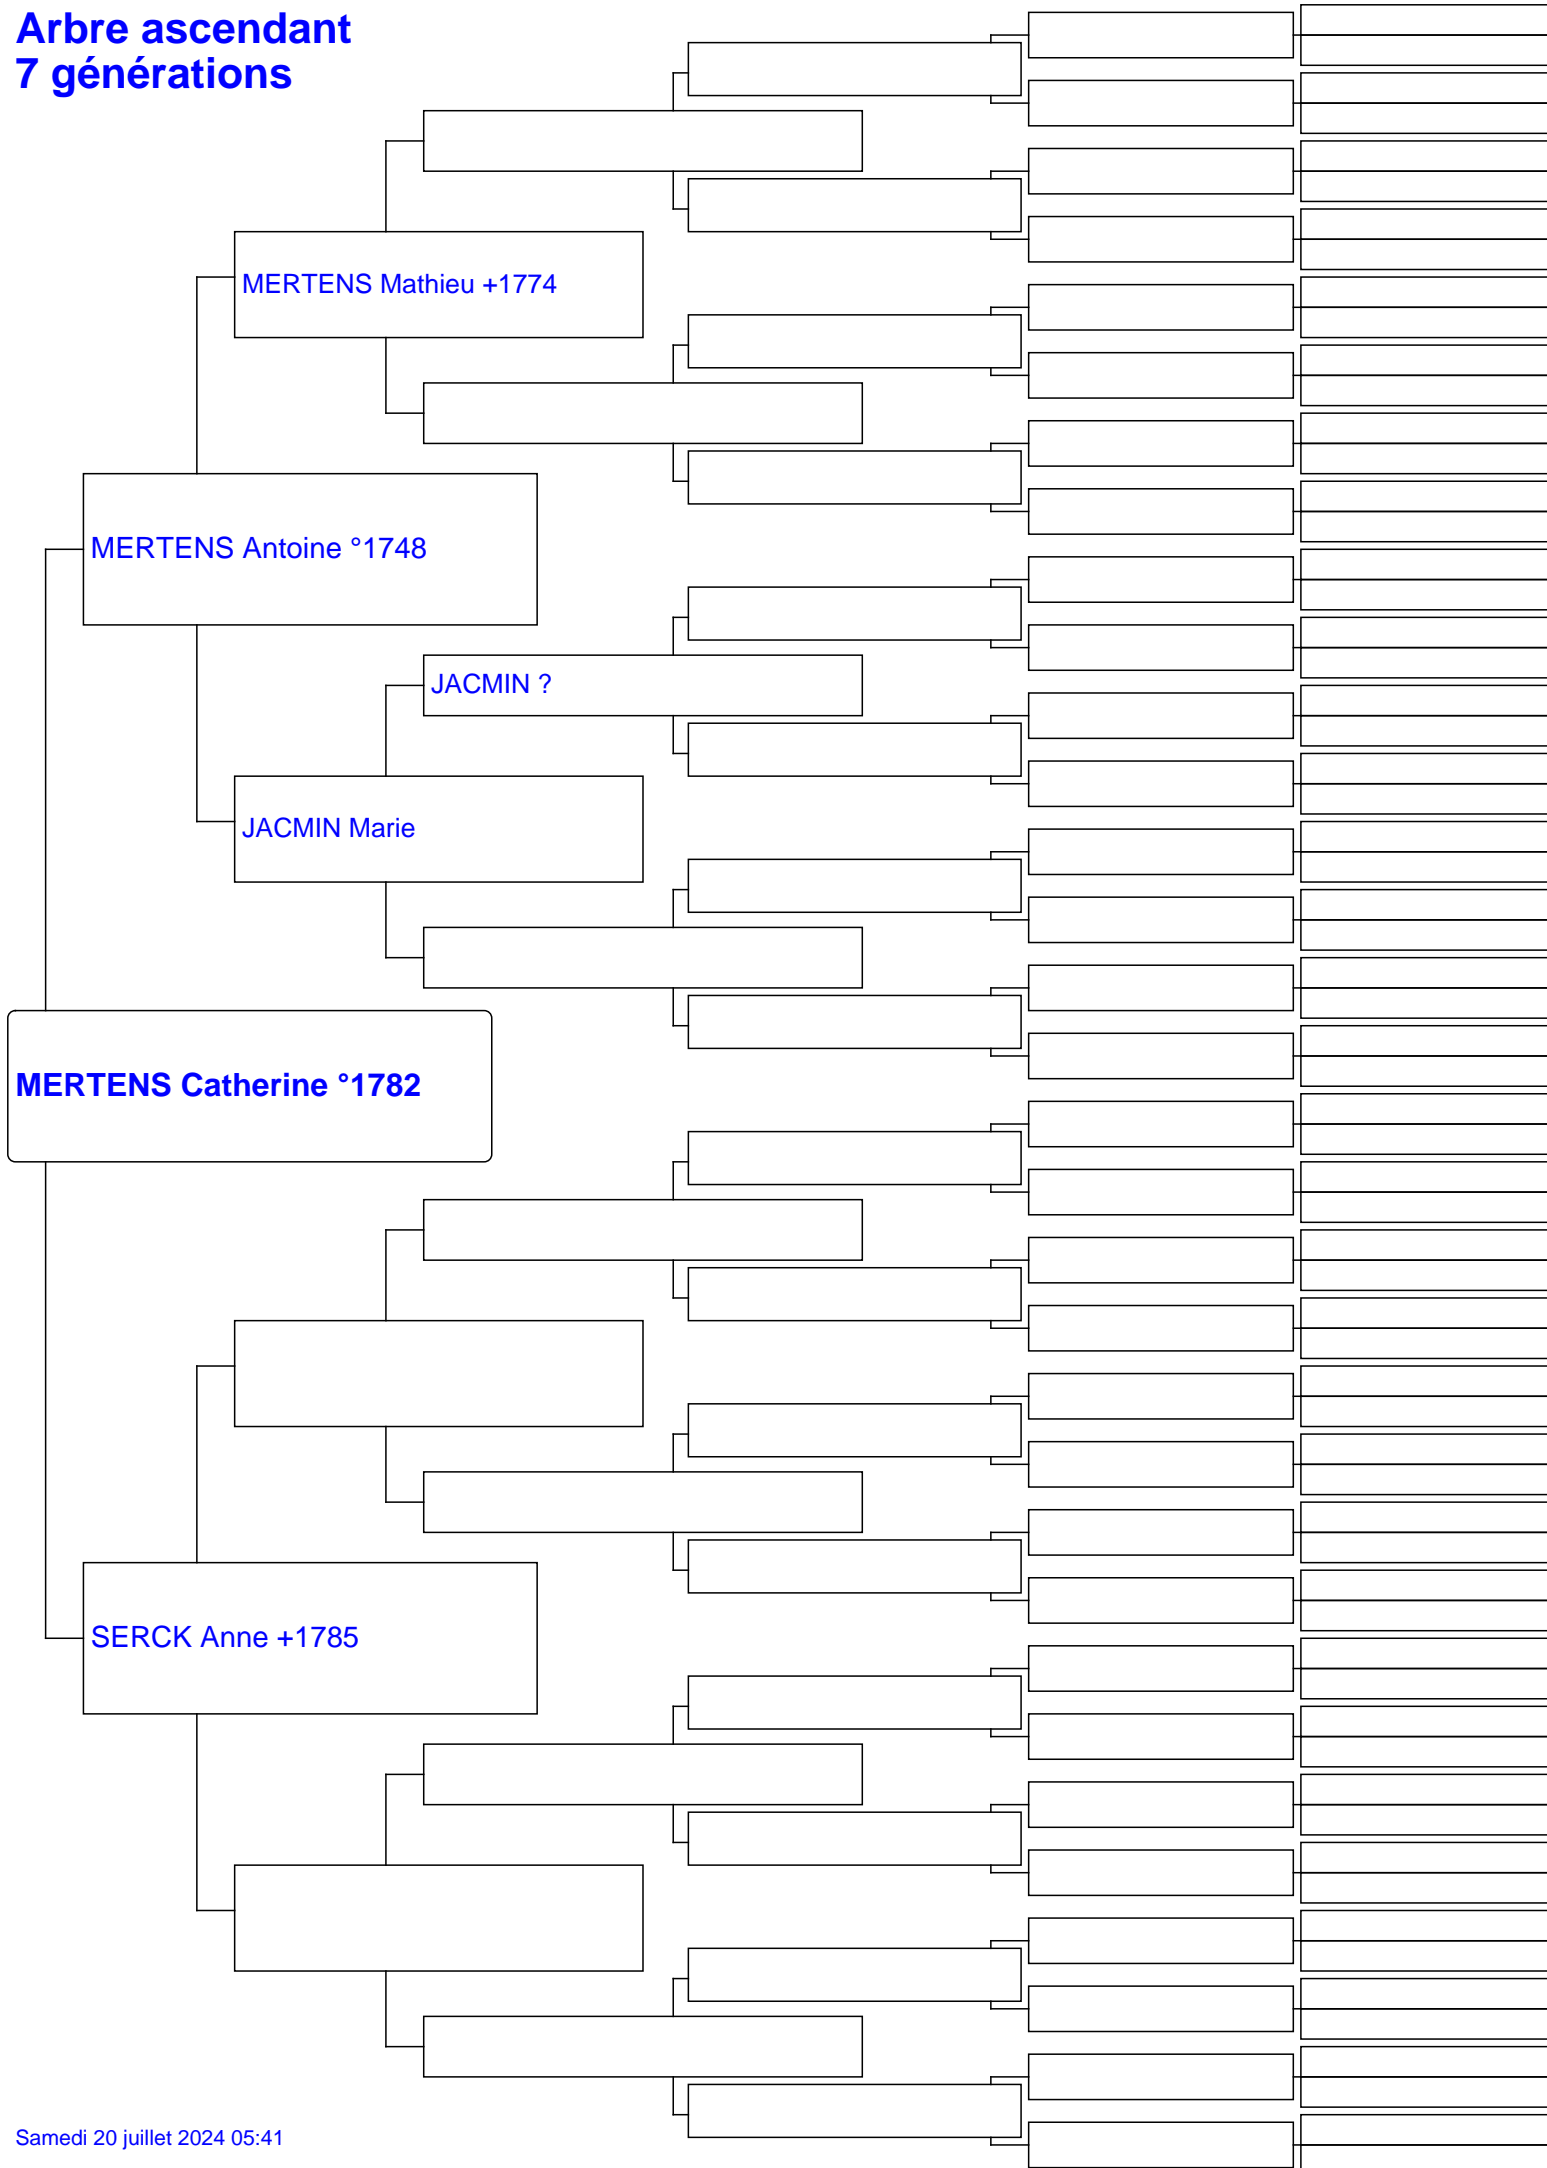 Arbre ascendant
7 générations
MERTENS Mathieu +1774
MERTENS Antoine °1748
JACMIN ?
JACMIN Marie
MERTENS Catherine °1782
SERCK Anne +1785
Samedi 20 juillet 2024 05:41